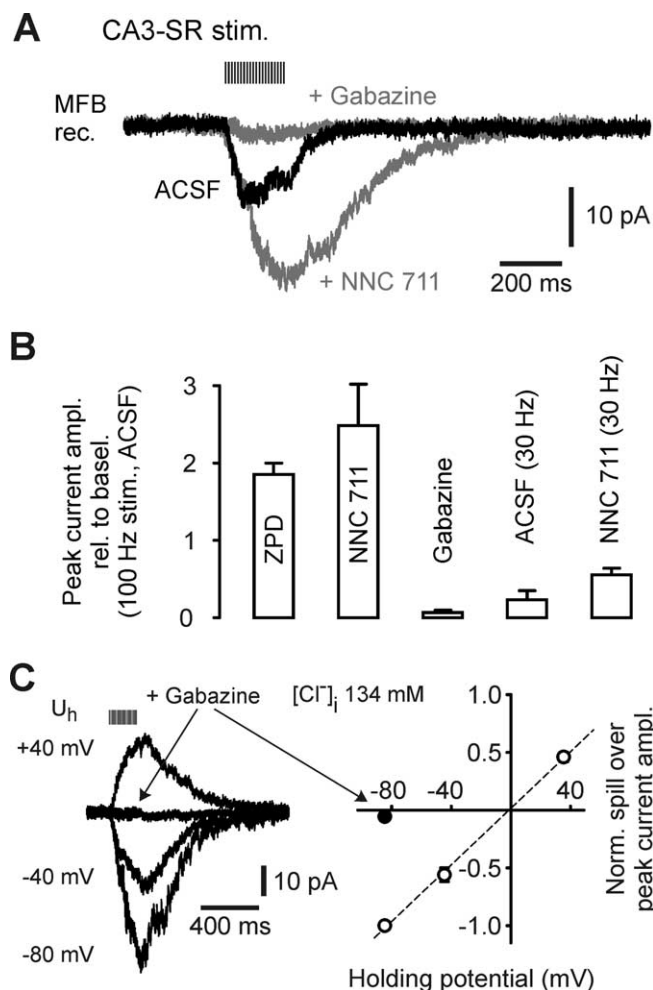 A
CA3-SR stim.
+ Gabazine
MFB
rec.
ACSF
+ NNC 711
10 pA
200 ms
B
Peak current ampl.
rel. to basel.
(100 Hz stim., ACSF)
3
2
1
0
ZPD
NNC 711
Gabazine
ACSF (30 Hz)
NNC 711 (30 Hz)
C
+ Gabazine
[Cl⁻]i 134 mM
Uh
+40 mV
-40 mV
-80 mV
10 pA
400 ms
1.0
0.5
-80 -40 40
-0.5
-1.0
Norm. spill over
peak current ampl.
Holding potential (mV)